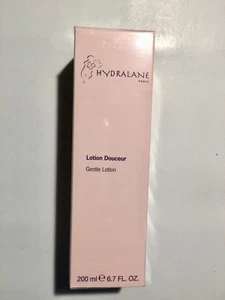 HYDRALANE
PARIS
Lotion Douceur
Gentle Lotion
200 ml ℮ 6.7 FL. OZ.